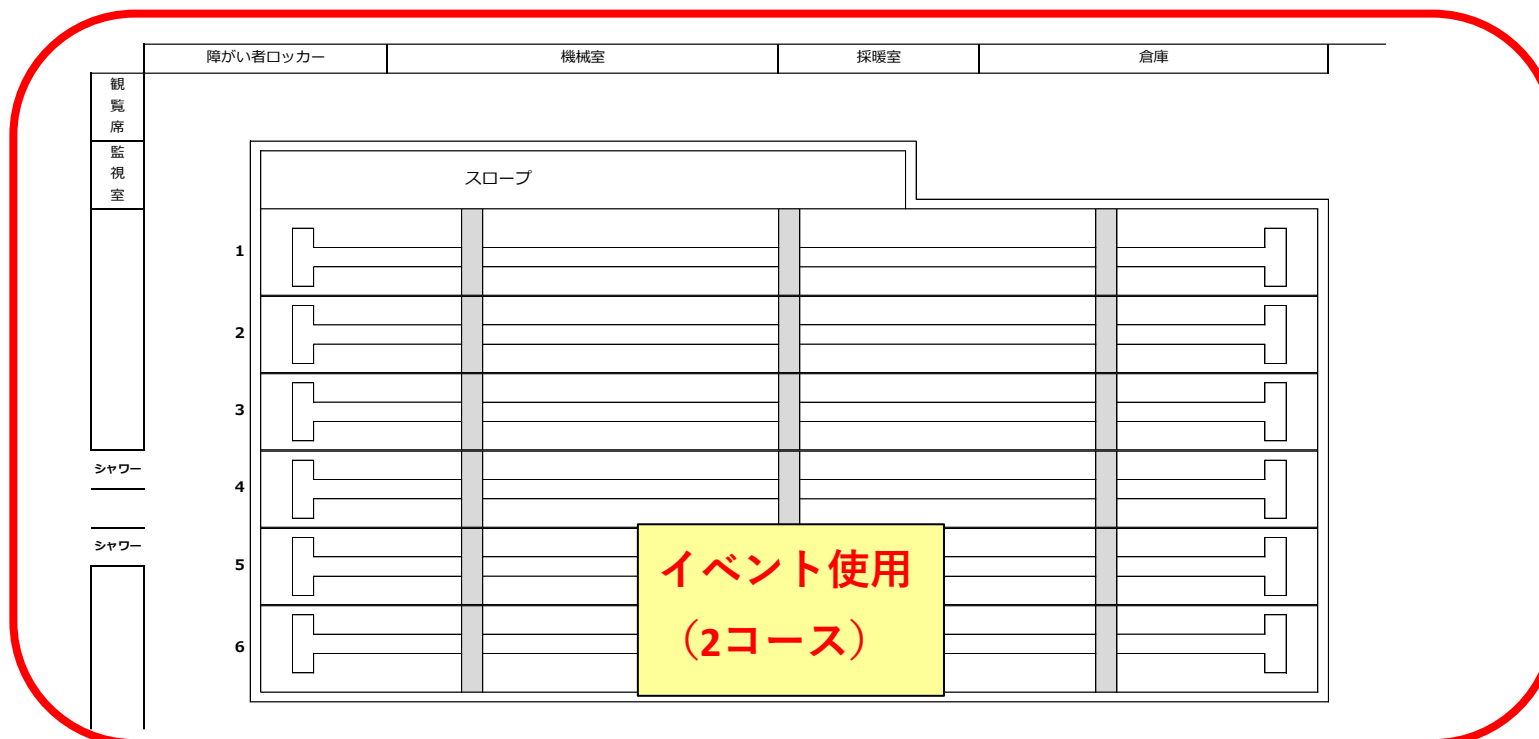 障がい者ロッカー
機械室
採暖室
倉庫
観覧席
監視室
スロープ
1
2
3
シャワー
4
シャワー
5
6
イベント使用
（2コース）